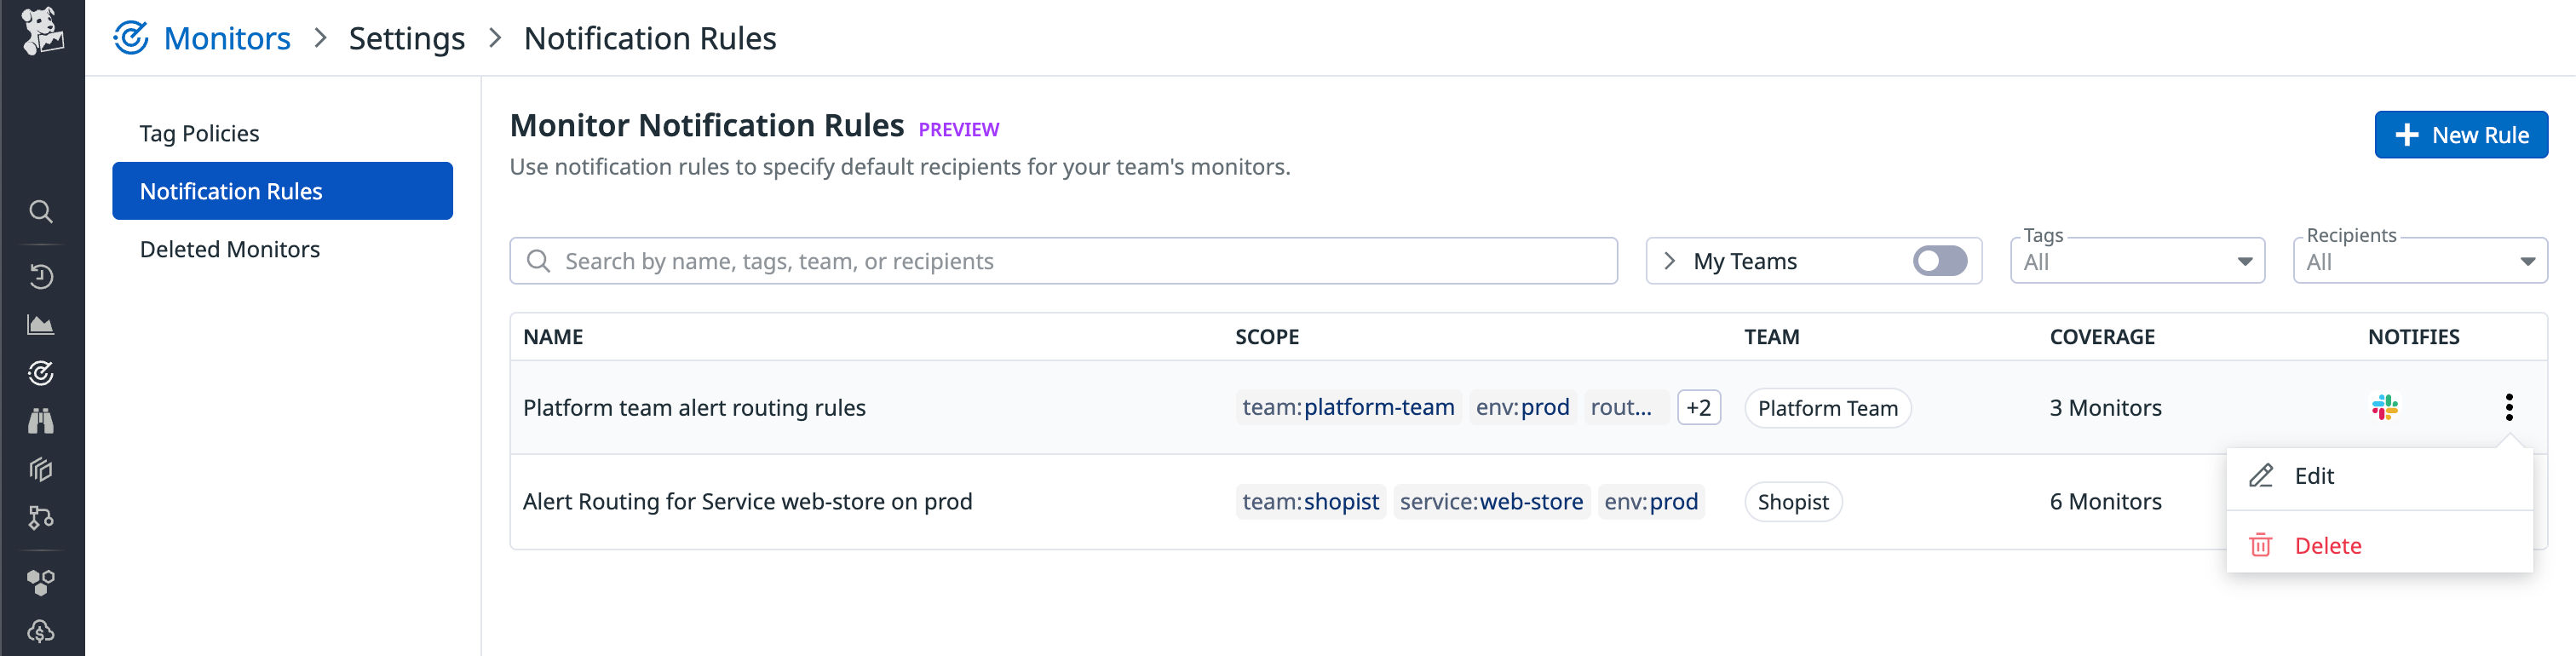 Monitors > Settings > Notification Rules
Tag Policies
Notification Rules
Deleted Monitors
Monitor Notification Rules PREVIEW
Use notification rules to specify default recipients for your team's monitors.
+ New Rule
Search by name, tags, team, or recipients
> My Teams
Tags
All
Recipients
All
NAME SCOPE TEAM COVERAGE NOTIFIES
Platform team alert routing rules team:platform-team env:prod rout... +2 Platform Team 3 Monitors
Alert Routing for Service web-store on prod team:shopist service:web-store env:prod Shopist 6 Monitors
Edit
Delete